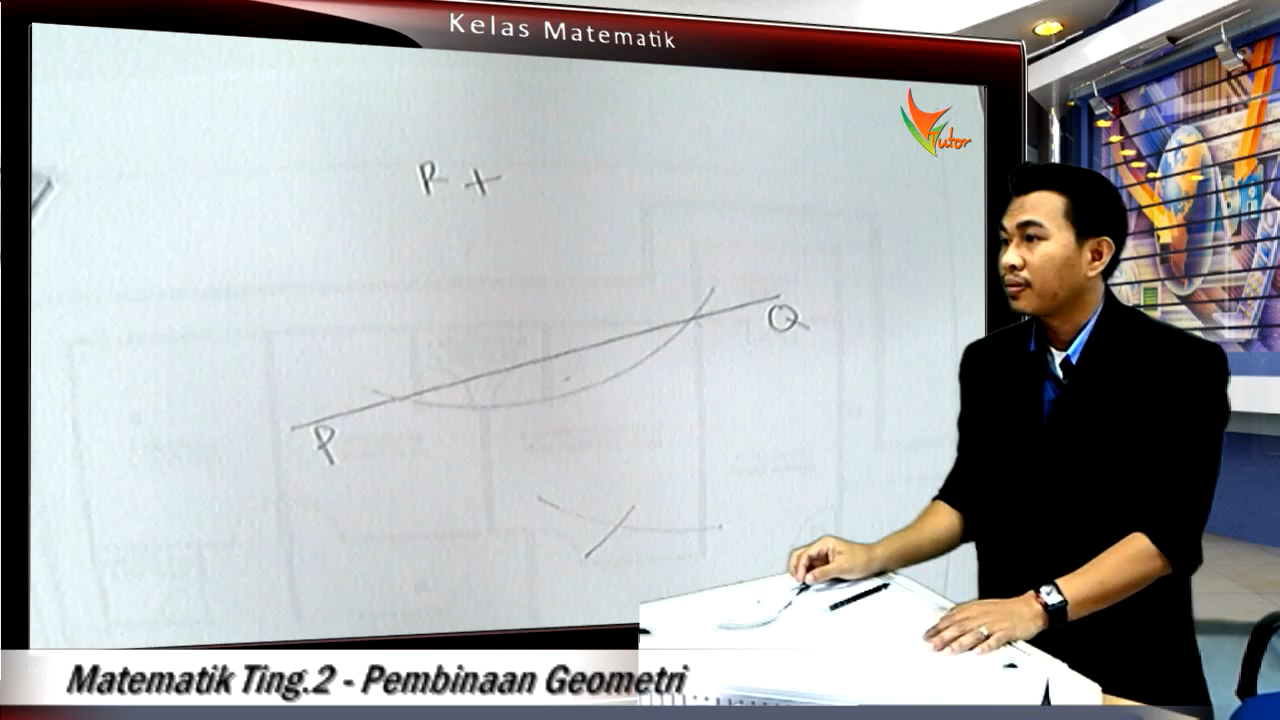 Kelas Matematik
Tutor
R
Q
P
Matematik Ting.2 - Pembinaan Geometri